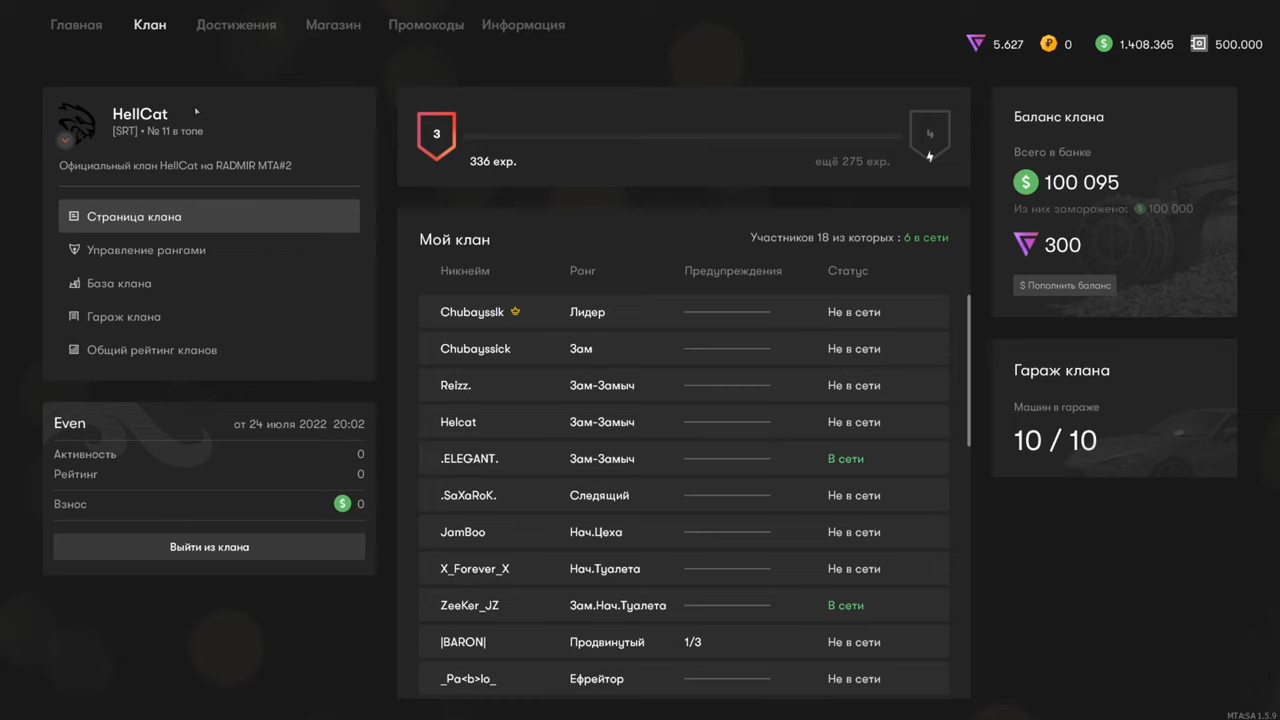 Главная Клан Достижения Магазин Промокоды Информация
5.627 0 1.408.365 500.000
HellCat
[SRT] • № 11 в топе
Официальный клан HellCat на RADMIR MTA#2
Страница клана
Управление рангами
База клана
Гараж клана
Общий рейтинг кланов
Even от 24 июля 2022 20:02
Активность 0
Рейтинг 0
Взнос $ 0
Выйти из клана
3 4
336 exp. ещё 275 exp.
Мой клан Участников 18 из которых : 6 в сети
Никнейм Ранг Предупреждения Статус
Chubaysslk Лидер Не в сети
Chubayssick Зам Не в сети
Reizz. Зам-Замыч Не в сети
Helcat Зам-Замыч Не в сети
.ELEGANT. Зам-Замыч В сети
.SaXaRoK. Следящий Не в сети
JamBoo Нач.Цеха Не в сети
X_Forever_X Нач.Туалета Не в сети
ZeeKer_JZ Зам.Нач.Туалета В сети
|BARON| Продвинутый 1/3 Не в сети
_Pa<b>lo_ Ефрейтор Не в сети
Баланс клана
Всего в банке
$ 100 095
Из них заморожено: $ 100 000
300
$ Пополнить баланс
Гараж клана
Машин в гараже
10 / 10
MTA:SA 1.5.9